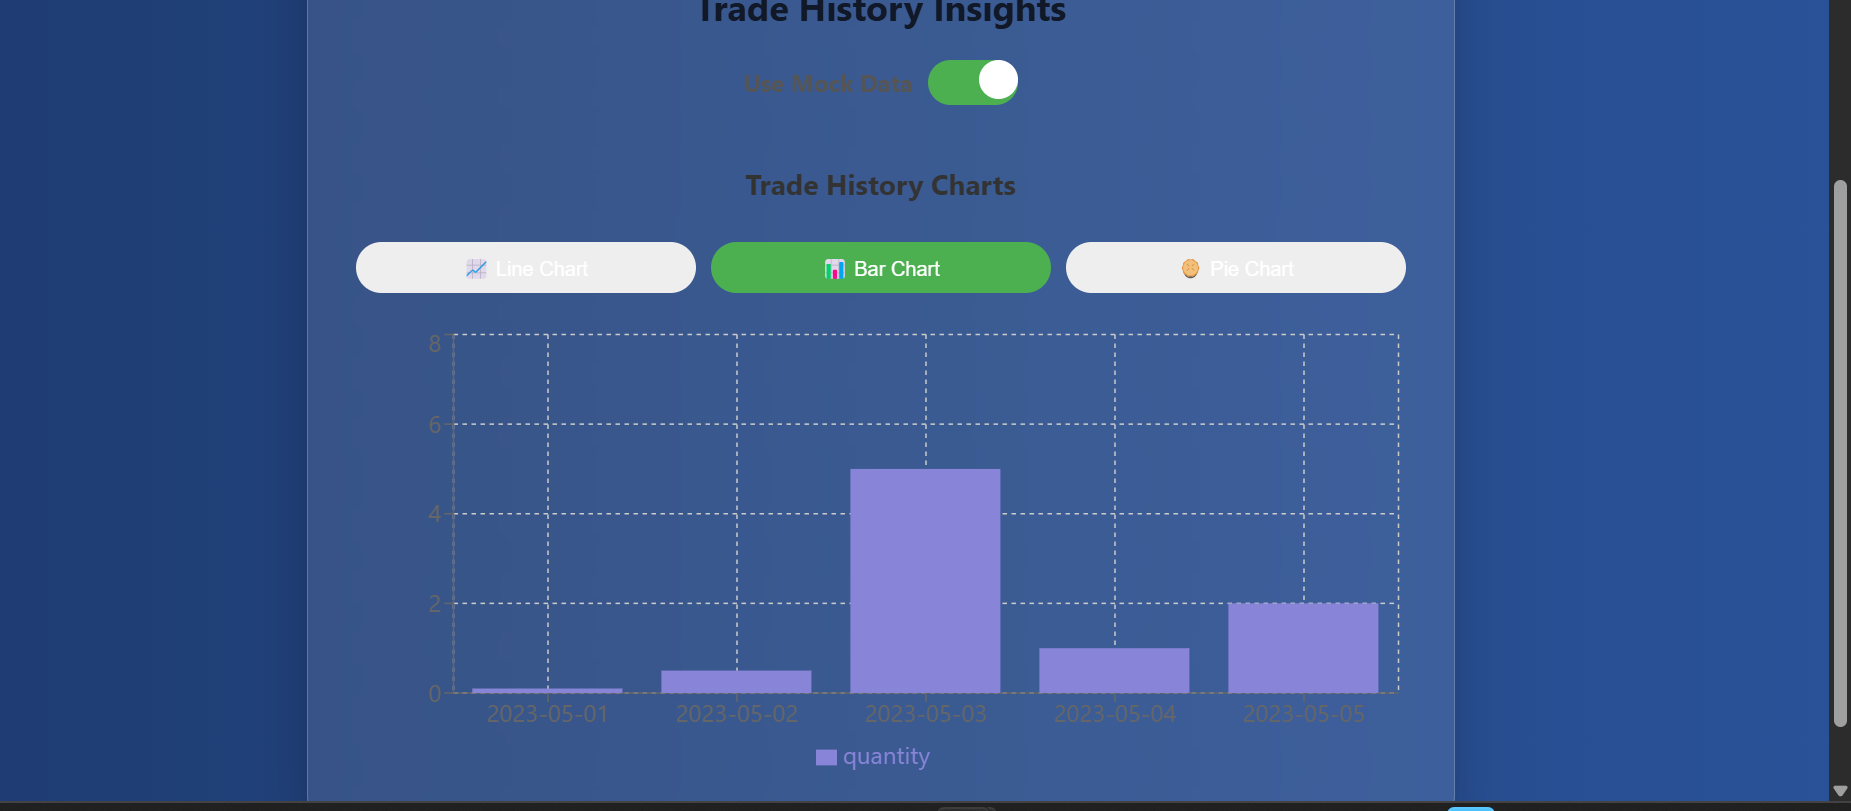 Trade History Insights
Use Mock Data
Trade History Charts
Line Chart
Bar Chart
Pie Chart
8
6
4
2
0
2023-05-01 2023-05-02 2023-05-03 2023-05-04 2023-05-05
quantity